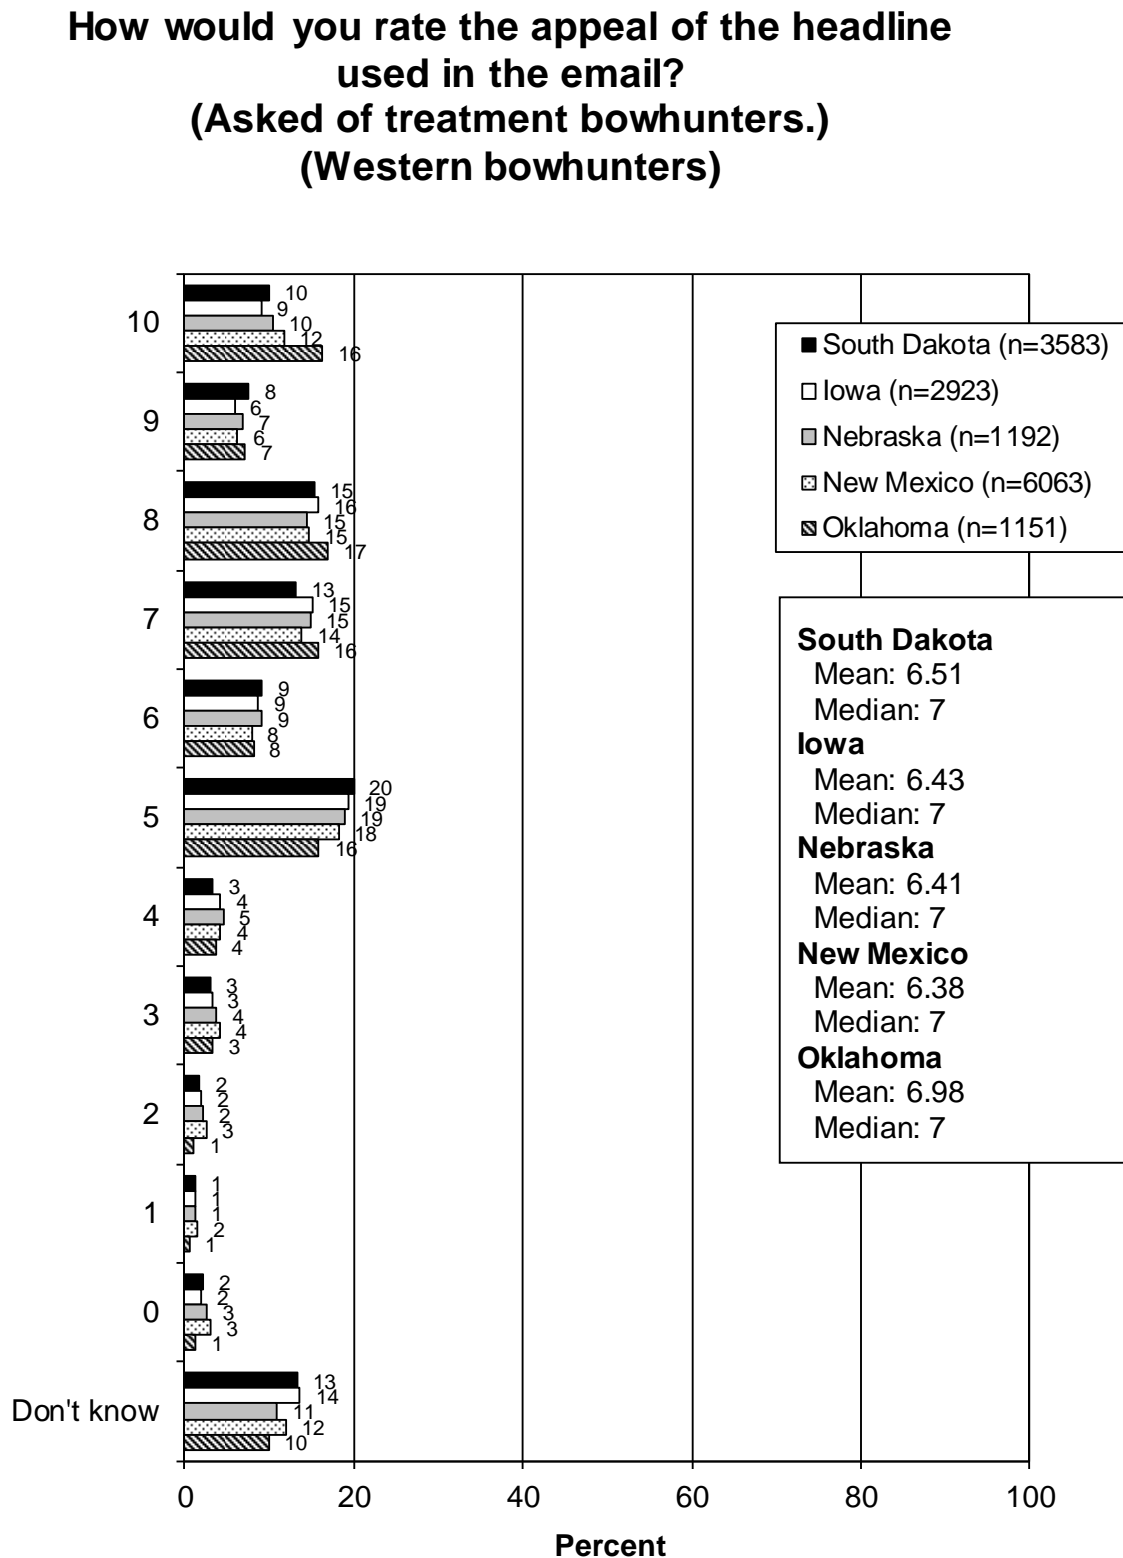 How would you rate the appeal of the headline
used in the email?
(Asked of treatment bowhunters.)
(Western bowhunters)
10
10
9
10
12
16
9
8
6
7
6
7
8
15
16
15
15
17
7
13
15
15
14
16
6
9
9
9
8
8
5
20
19
19
18
16
4
3
4
5
4
4
3
3
3
4
4
3
2
2
2
2
3
1
1
1
1
1
2
1
0
2
2
3
3
1
Don't know
13
14
11
12
10
0 20 40 60 80 100
Percent
South Dakota (n=3583)
Iowa (n=2923)
Nebraska (n=1192)
New Mexico (n=6063)
Oklahoma (n=1151)
South Dakota
Mean: 6.51
Median: 7
Iowa
Mean: 6.43
Median: 7
Nebraska
Mean: 6.41
Median: 7
New Mexico
Mean: 6.38
Median: 7
Oklahoma
Mean: 6.98
Median: 7